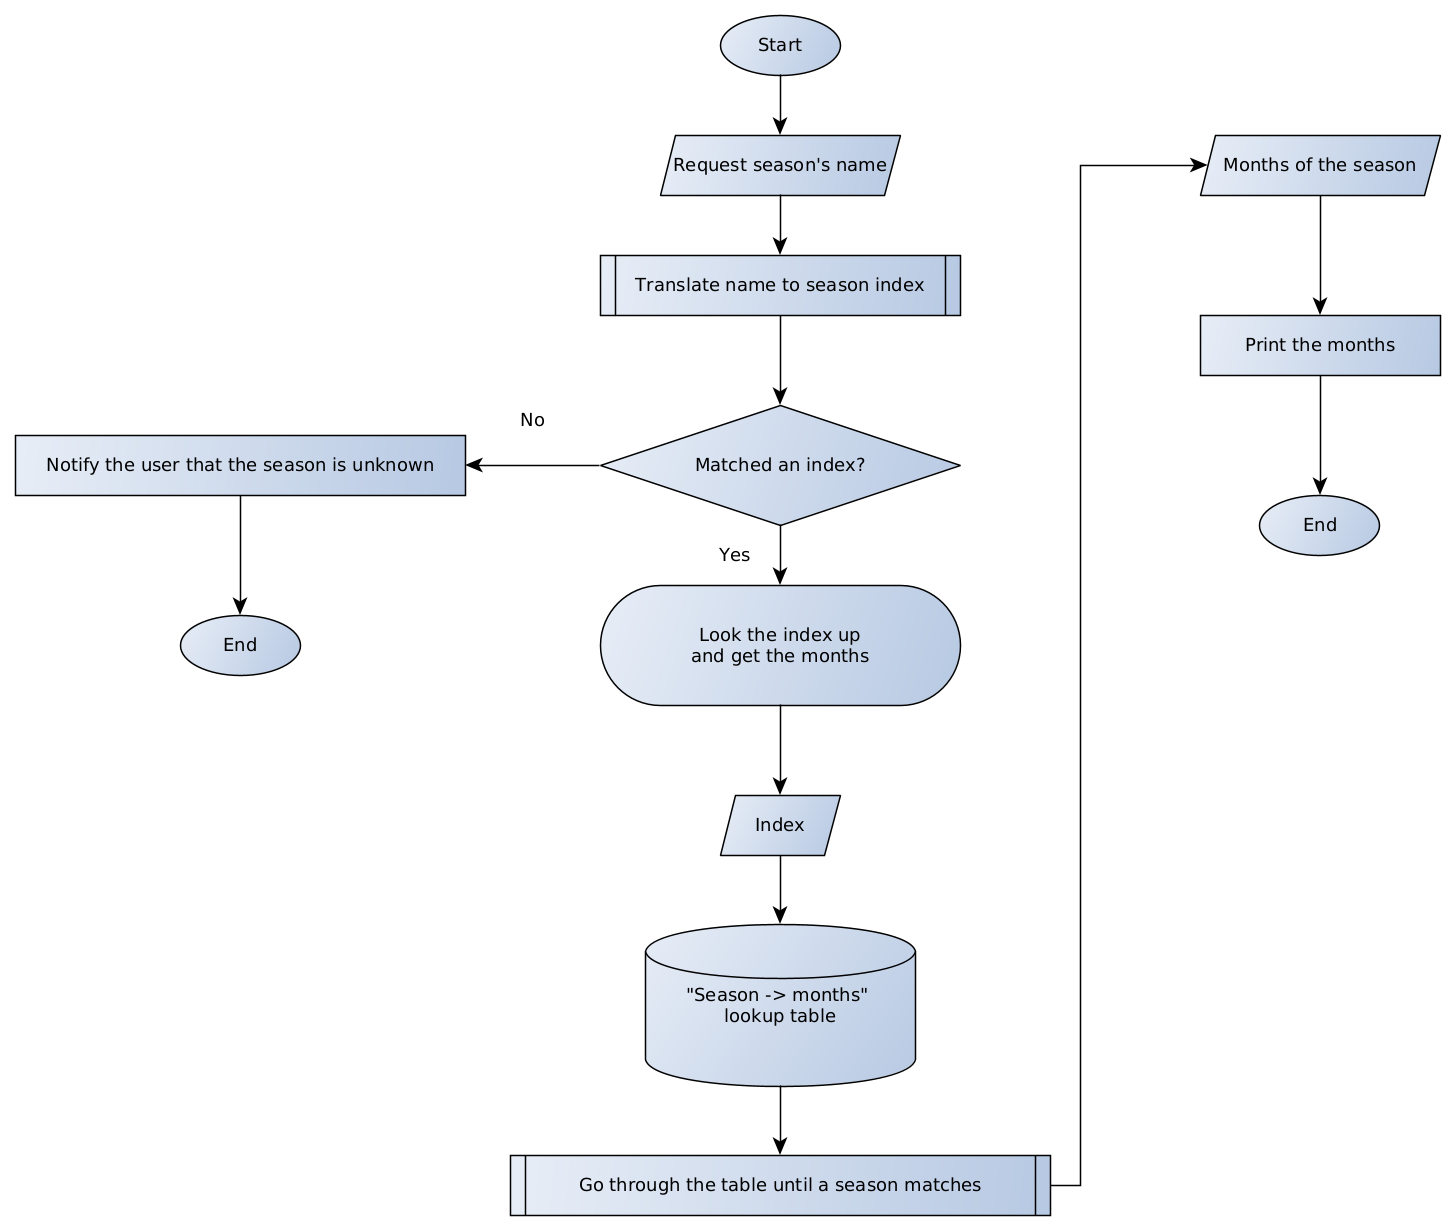 Start
Request season's name
Translate name to season index
Matched an index?
No
Notify the user that the season is unknown
End
Yes
Look the index up
and get the months
Index
"Season -> months"
lookup table
Go through the table until a season matches
Months of the season
Print the months
End